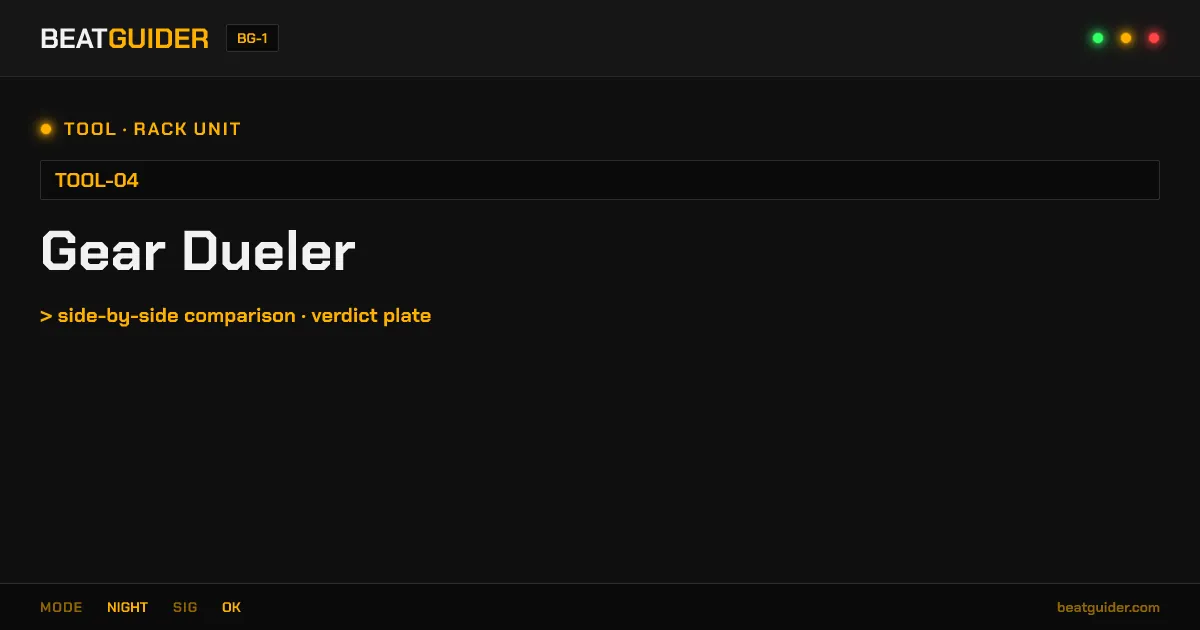 BEATGUIDER BG-1
TOOL · RACK UNIT
TOOL-04
Gear Dueler
> side-by-side comparison · verdict plate
MODE NIGHT SIG OK beatguider.com